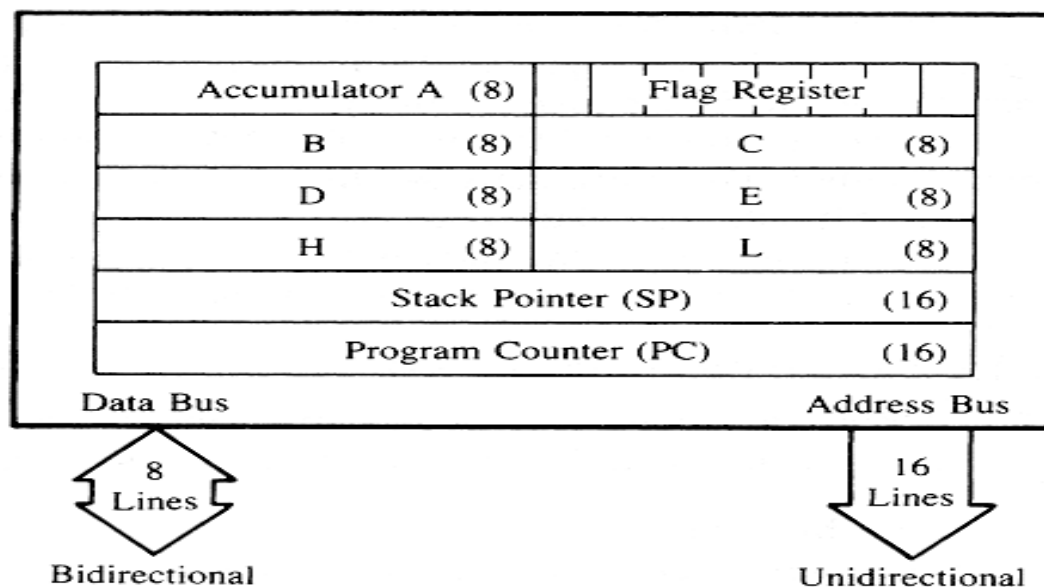 Accumulator A (8) Flag Register
B (8) C (8)
D (8) E (8)
H (8) L (8)
Stack Pointer (SP) (16)
Program Counter (PC) (16)
Data Bus Address Bus
8 Lines
16 Lines
Bidirectional Unidirectional